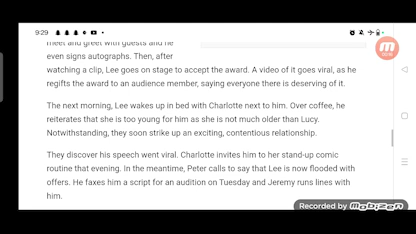 9:29
meet and greet with guests and he
even signs autographs. Then, after
watching a clip, Lee goes on stage to accept the award. A video of it goes viral, as he
regifts the award to an audience member, saying everyone there is deserving of it.
The next morning, Lee wakes up in bed with Charlotte next to him. Over coffee, he
reiterates that she is too young for him as she is not much older than Lucy.
Notwithstanding, they soon strike up an exciting, contentious relationship.
They discover his speech went viral. Charlotte invites him to her stand-up comic
routine that evening. In the meantime, Peter calls to say that Lee is now flooded with
offers. He faxes him a script for an audition on Tuesday and Jeremy runs lines with
him.
Recorded by Mobizen